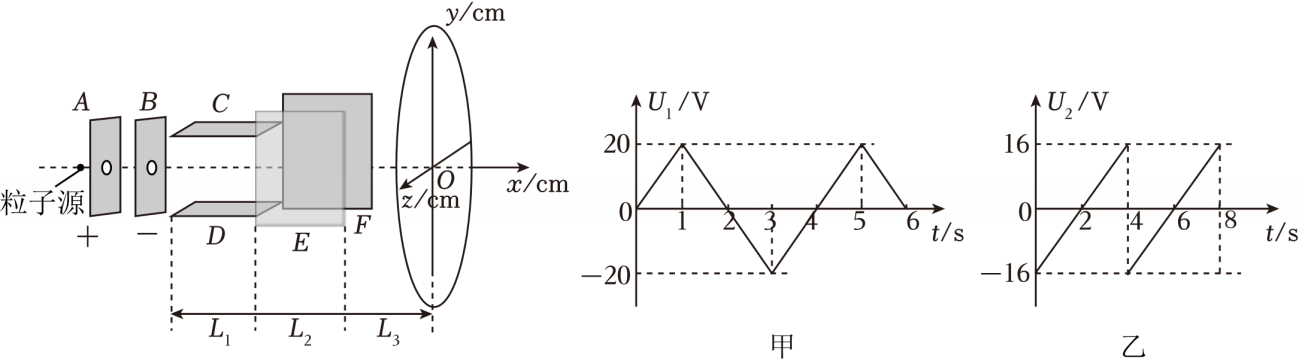 y/cm
A
B
C
粒子源
+
−
D
E
F
O
x/cm
z/cm
L₁
L₂
L₃
U₁/V
20
0
−20
1
2
3
4
5
6
t/s
甲
U₂/V
16
0
−16
2
4
6
8
t/s
乙